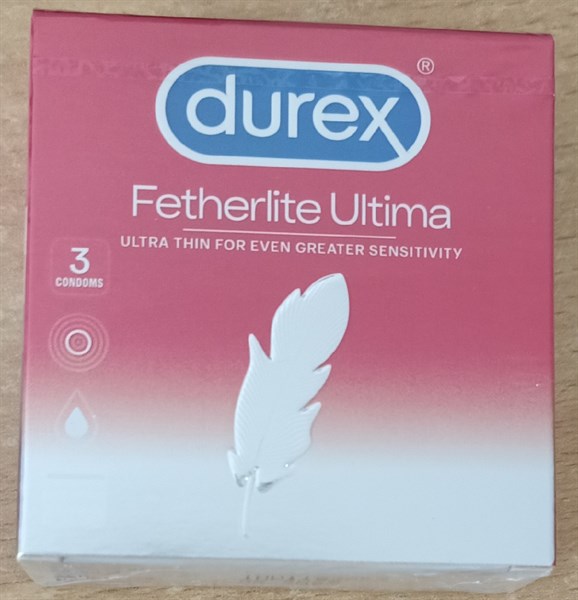 durex®
Fetherlite Ultima
ULTRA THIN FOR EVEN GREATER SENSITIVITY
3
CONDOMS